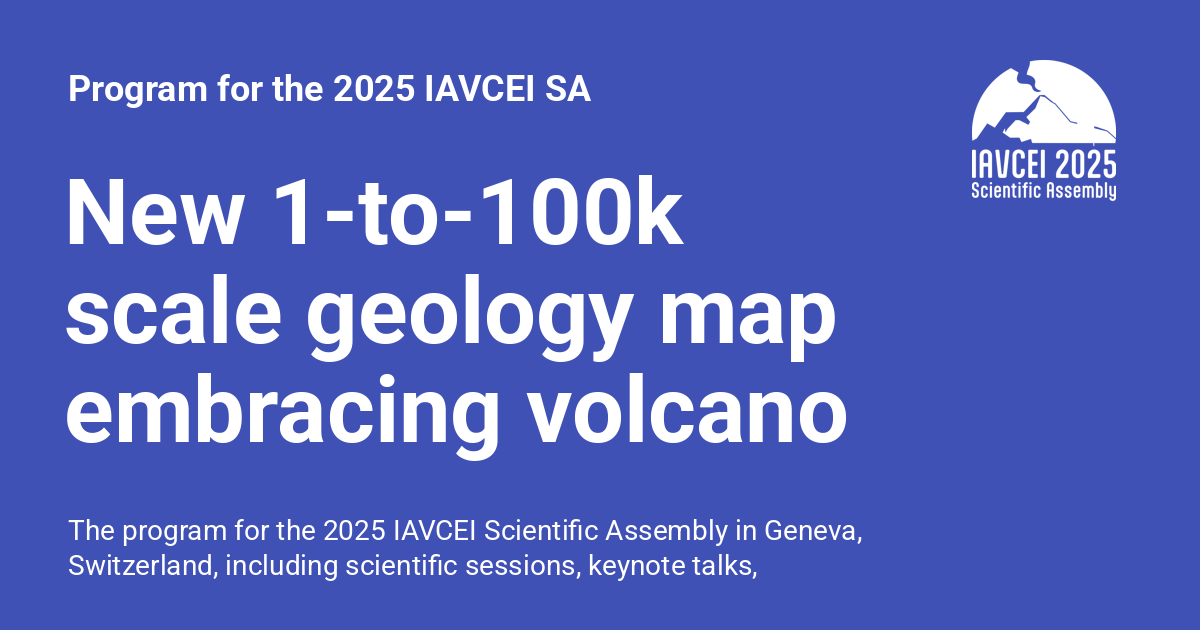 Program for the 2025 IAVCEI SA
IAVCEI 2025
Scientific Assembly
New 1-to-100k
scale geology map
embracing volcano
The program for the 2025 IAVCEI Scientific Assembly in Geneva,
Switzerland, including scientific sessions, keynote talks,